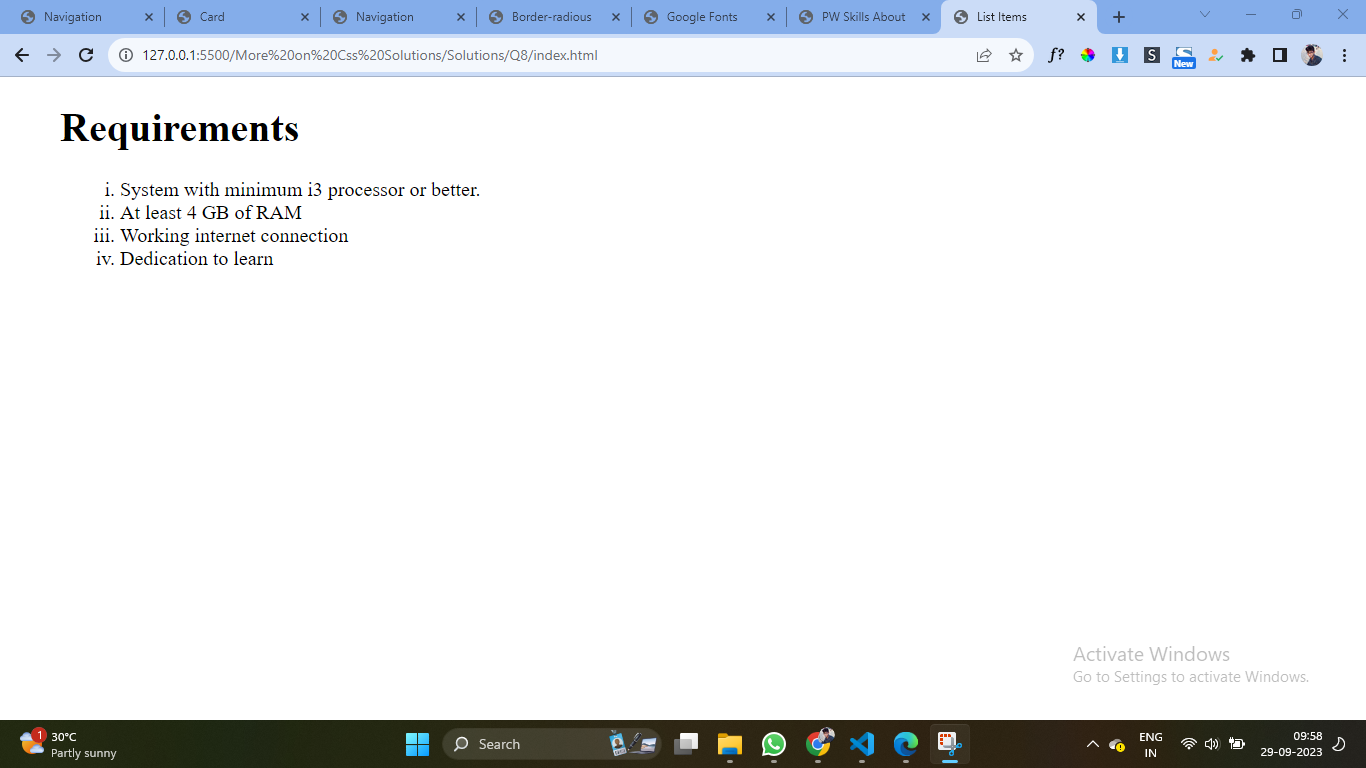 Navigation
Card
Navigation
Border-radious
Google Fonts
PW Skills About
List Items
127.0.0.1:5500/More%20on%20Css%20Solutions/Solutions/Q8/index.html
f?
S
New
Requirements
i. System with minimum i3 processor or better.
ii. At least 4 GB of RAM
iii. Working internet connection
iv. Dedication to learn
Activate Windows
Go to Settings to activate Windows.
1
30°C
Partly sunny
Search
ENG
IN
09:58
29-09-2023